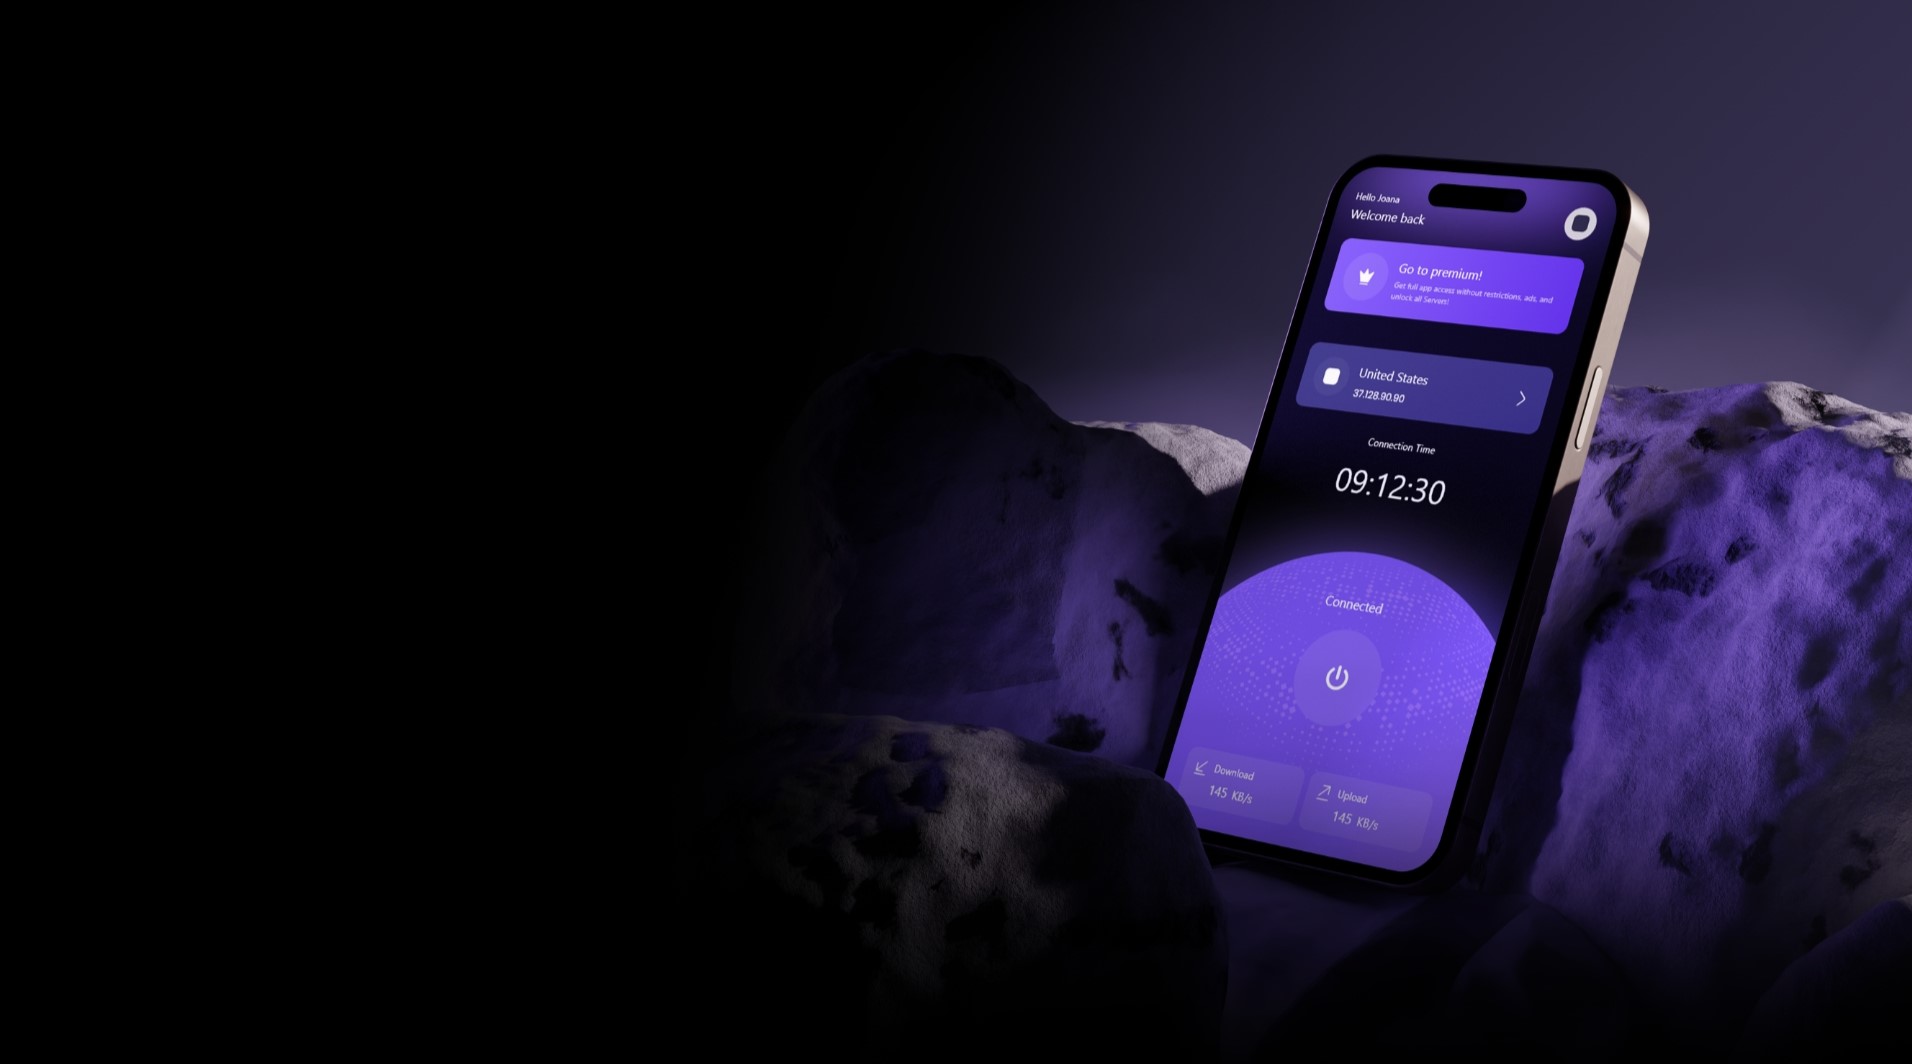 Hello Joana
Welcome back
Go to premium!
Get full app access without restrictions, ads, and
unlock all Servers!
United States
37.128.90.90
Connection Time
09:12:30
Connected
Download
145 KB/s
Upload
145 KB/s